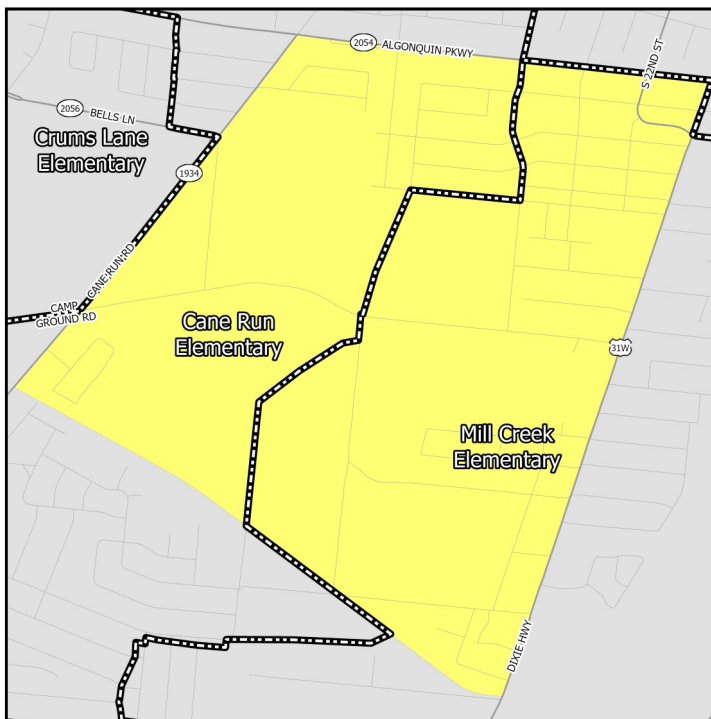 2054
ALGONQUIN PKWY
S 22ND ST
2056
BELLS LN
Crums Lane
Elementary
1934
CANE RUN RD
CAMP
GROUND RD
Cane Run
Elementary
31W
Mill Creek
Elementary
DIXIE HWY